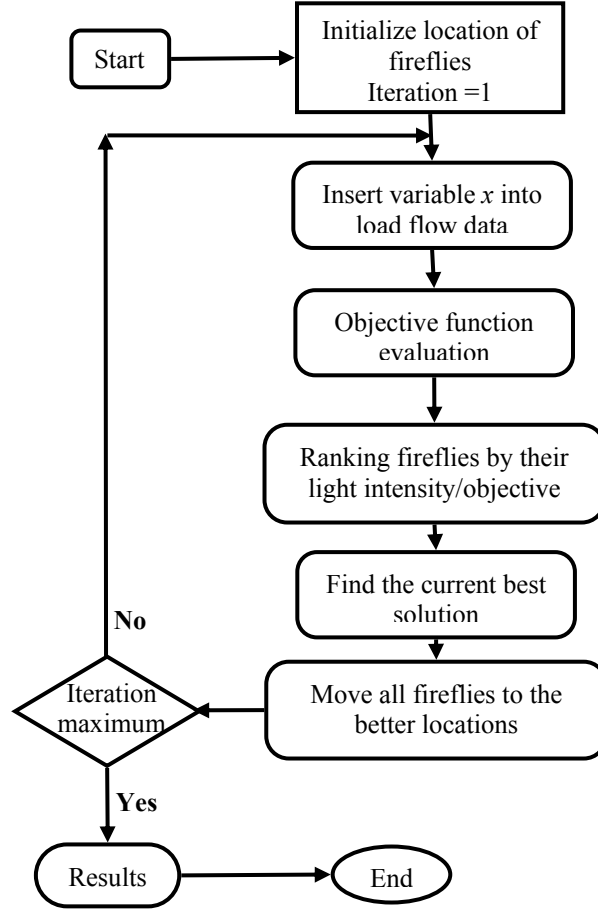 Start
Initialize location of
fireflies
Iteration =1
Insert variable x into
load flow data
Objective function
evaluation
Ranking fireflies by their
light intensity/objective
Find the current best
solution
Move all fireflies to the
better locations
Iteration
maximum
No
Yes
Results
End